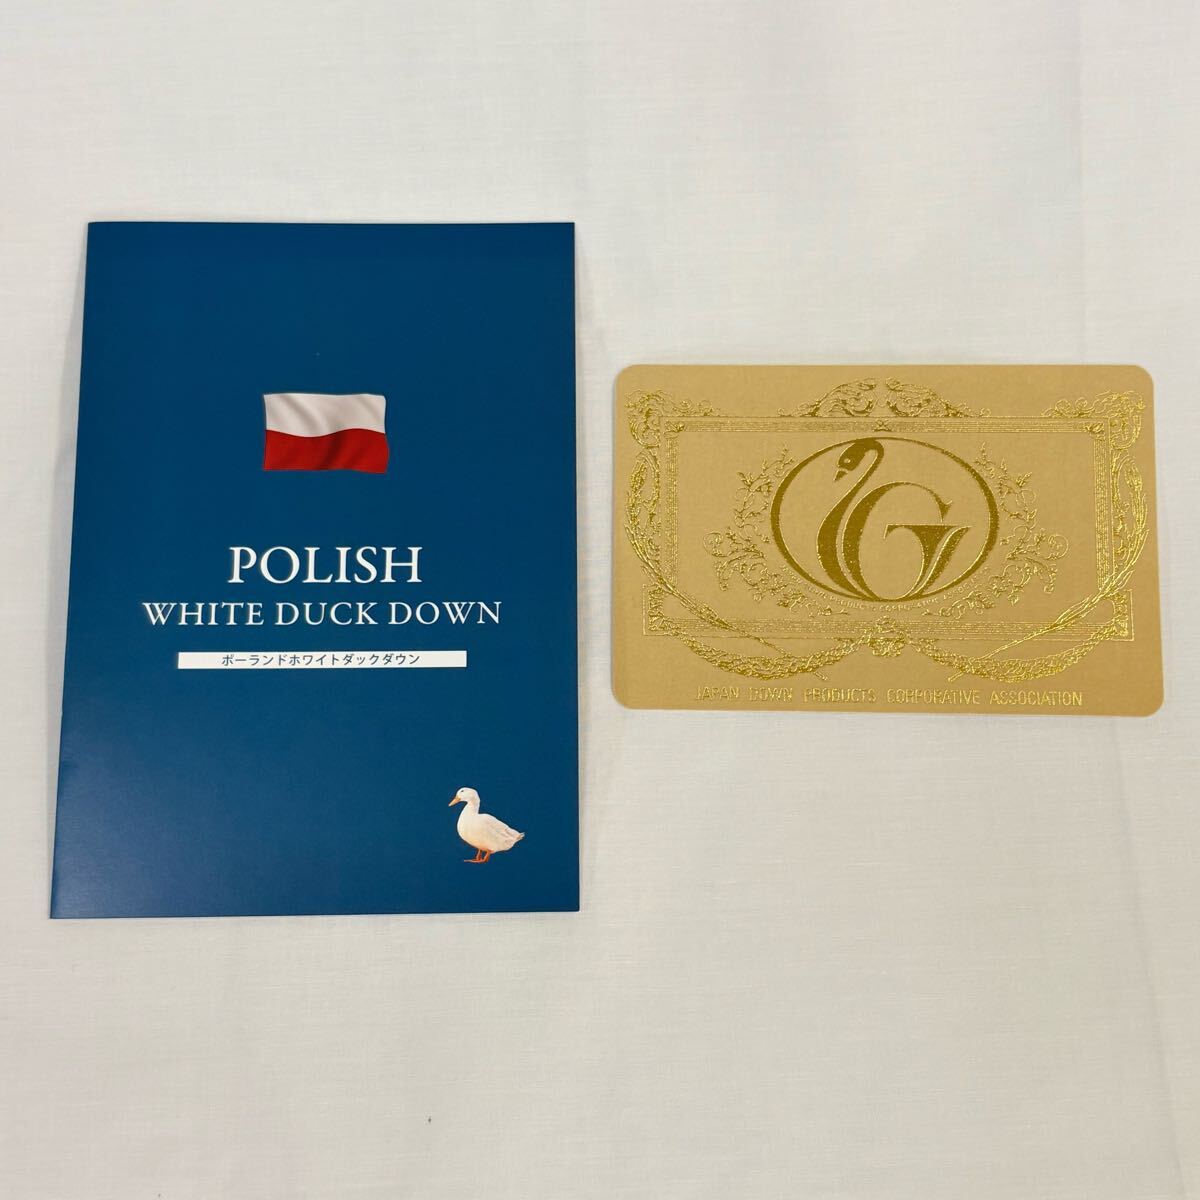 POLISH
WHITE DUCK DOWN
ポーランドホワイトダックダウン
G
JAPAN DOWN PRODUCTS CORPORATIVE ASSOCIATION